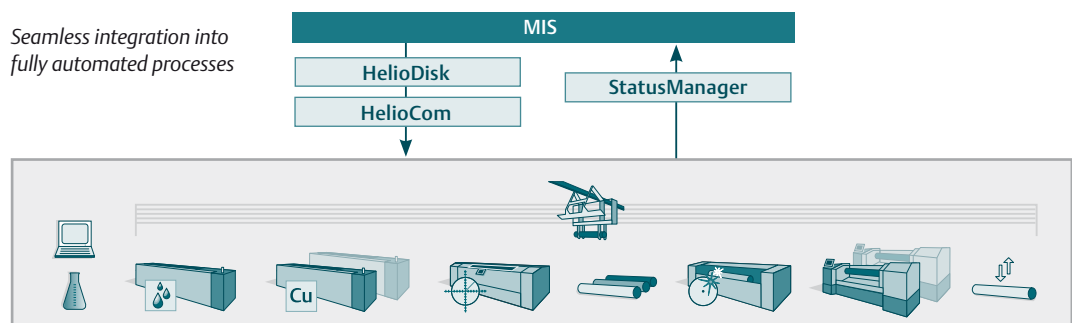 Seamless integration into
fully automated processes
MIS
HelioDisk
HelioCom
StatusManager
Cu